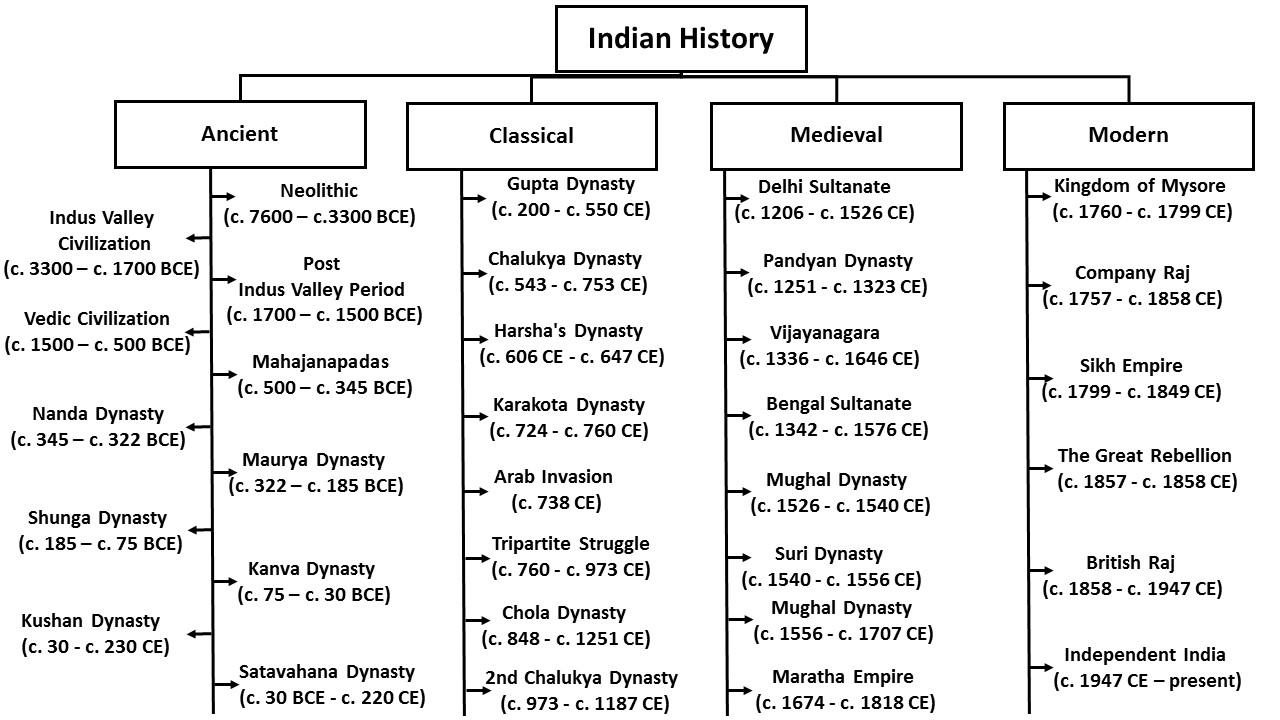 Indian History
Ancient
Neolithic
(c. 7600 – c.3300 BCE)
Indus Valley
Civilization
(c. 3300 – c. 1700 BCE)
Post
Indus Valley Period
(c. 1700 – c. 1500 BCE)
Vedic Civilization
(c. 1500 – c. 500 BCE)
Mahajanapadas
(c. 500 – c. 345 BCE)
Nanda Dynasty
(c. 345 – c. 322 BCE)
Maurya Dynasty
(c. 322 – c. 185 BCE)
Shunga Dynasty
(c. 185 – c. 75 BCE)
Kanva Dynasty
(c. 75 – c. 30 BCE)
Kushan Dynasty
(c. 30 - c. 230 CE)
Satavahana Dynasty
(c. 30 BCE - c. 220 CE)
Classical
Gupta Dynasty
(c. 200 - c. 550 CE)
Chalukya Dynasty
(c. 543 - c. 753 CE)
Harsha's Dynasty
(c. 606 CE - c. 647 CE)
Karakota Dynasty
(c. 724 - c. 760 CE)
Arab Invasion
(c. 738 CE)
Tripartite Struggle
(c. 760 - c. 973 CE)
Chola Dynasty
(c. 848 - c. 1251 CE)
2nd Chalukya Dynasty
(c. 973 - c. 1187 CE)
Medieval
Delhi Sultanate
(c. 1206 - c. 1526 CE)
Pandyan Dynasty
(c. 1251 - c. 1323 CE)
Vijayanagara
(c. 1336 - c. 1646 CE)
Bengal Sultanate
(c. 1342 - c. 1576 CE)
Mughal Dynasty
(c. 1526 - c. 1540 CE)
Suri Dynasty
(c. 1540 - c. 1556 CE)
Mughal Dynasty
(c. 1556 - c. 1707 CE)
Maratha Empire
(c. 1674 - c. 1818 CE)
Modern
Kingdom of Mysore
(c. 1760 - c. 1799 CE)
Company Raj
(c. 1757 - c. 1858 CE)
Sikh Empire
(c. 1799 - c. 1849 CE)
The Great Rebellion
(c. 1857 - c. 1858 CE)
British Raj
(c. 1858 - c. 1947 CE)
Independent India
(c. 1947 CE – present)